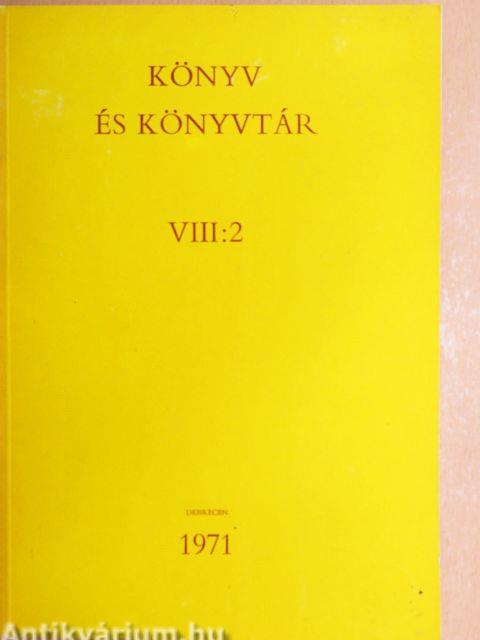 KÖNYV
ÉS KÖNYVTÁR
VIII:2
DEBRECEN
1971
Antikvárium.hu